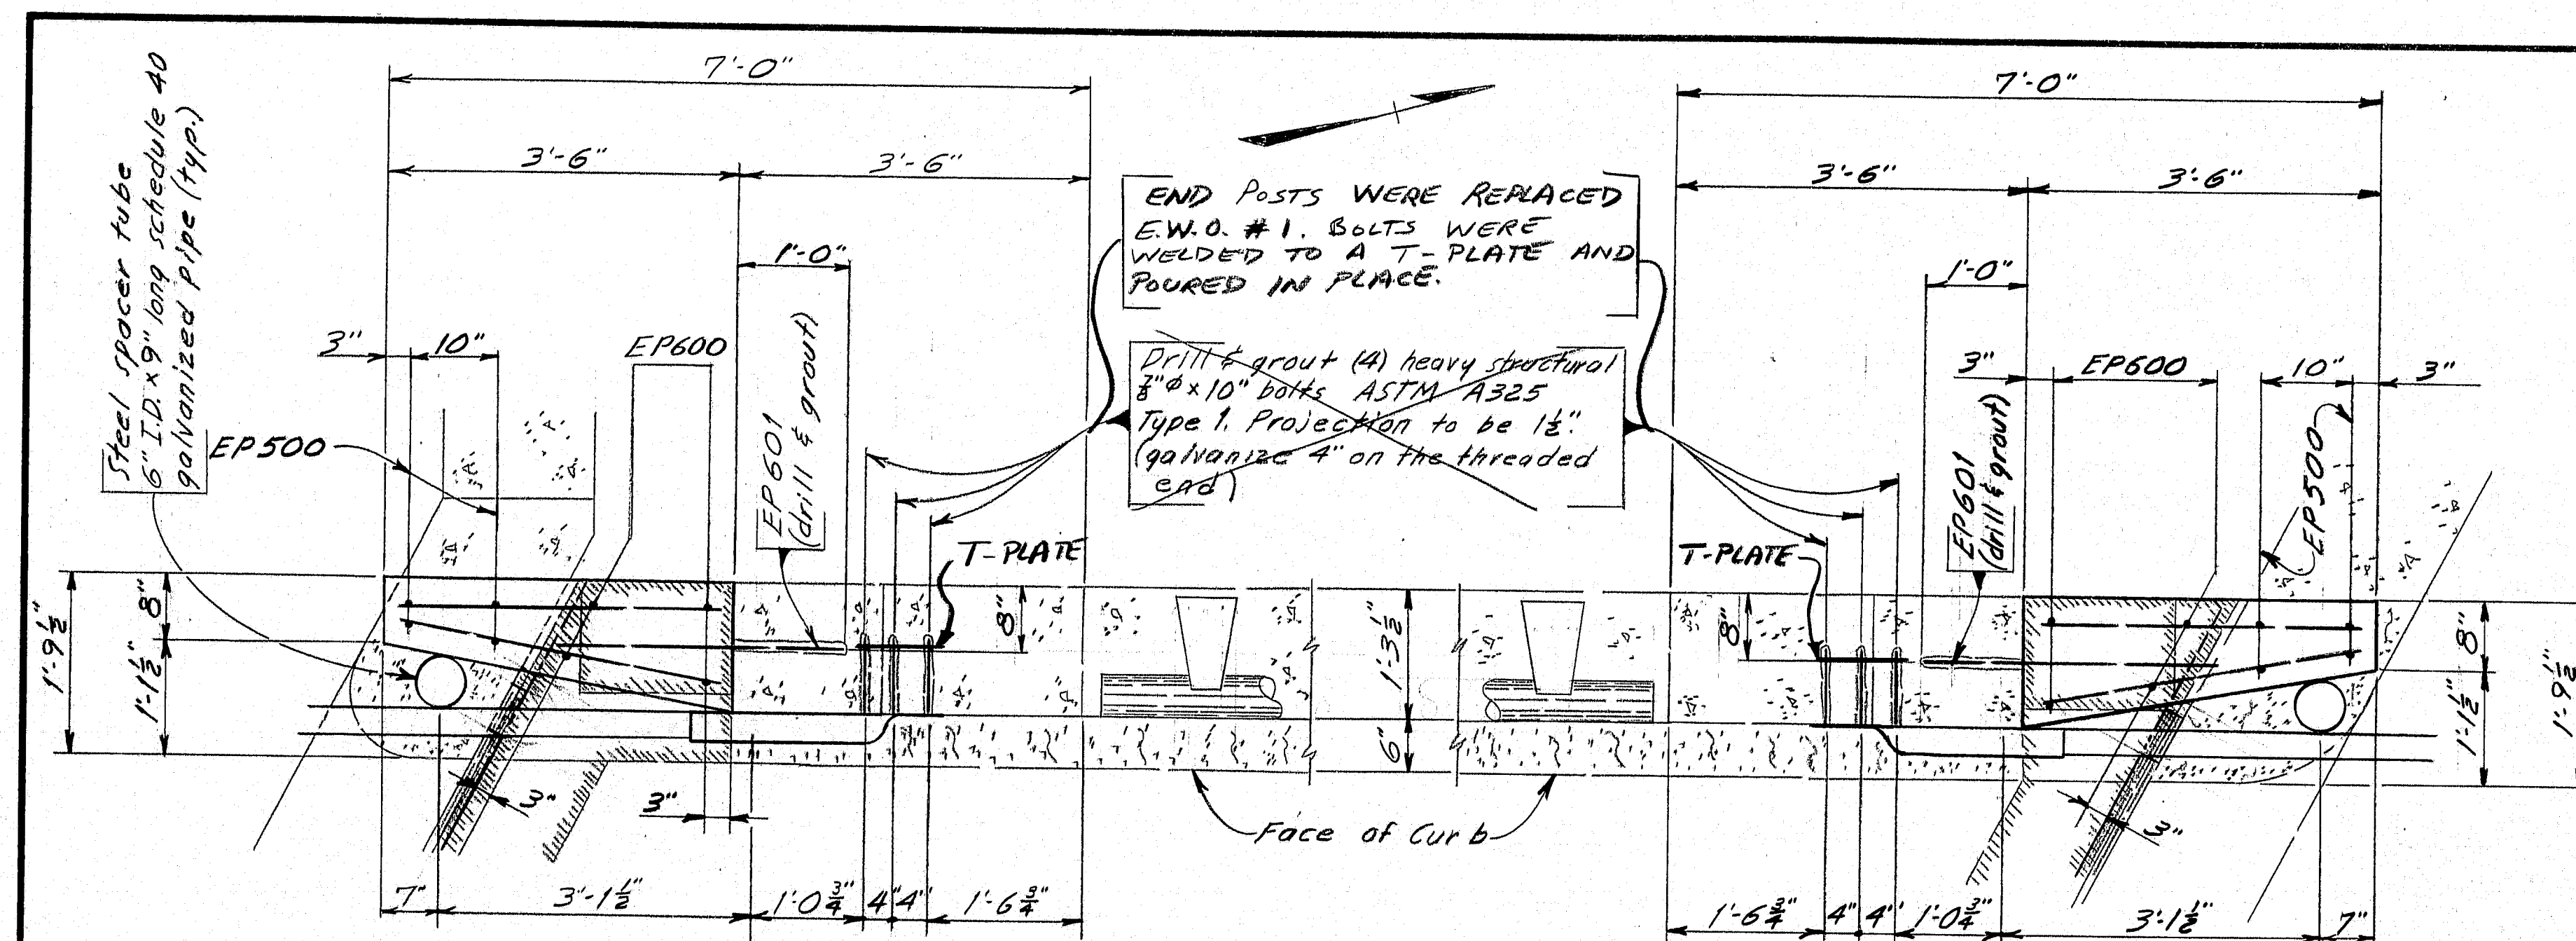 7'-0"
7'-0"
3'-6"
3'-6"
3'-6"
3'-6"
Steel spacer tube
6" I.D. x 9" long schedule 40
galvanized pipe (typ.)
END POSTS WERE REPLACED
E.W.O. #1. BOLTS WERE
WELDED TO A T-PLATE AND
POURED IN PLACE.
1'-0"
1'-0"
Drill & grout (4) heavy structural
7/8"φ x 10" bolts ASTM A325
Type 1. Projection to be 1½".
(galvanize 4" on the threaded
end)
3"
10"
EP600
3"
EP600
10"
3"
EP500
EP601
(drill & grout)
EP601
(drill & grout)
EP500
T-PLATE
T-PLATE
1'-9½"
8"
1'-1½"
8"
1'-3½"
6"
8"
8"
1'-1½"
1'-9½"
3"
3"
3"
Face of Curb
7"
3'-1½"
1'-0¾"
4"
4"
1'-6¾"
1'-6¾"
4"
4"
1'-0¾"
3'-1½"
7"